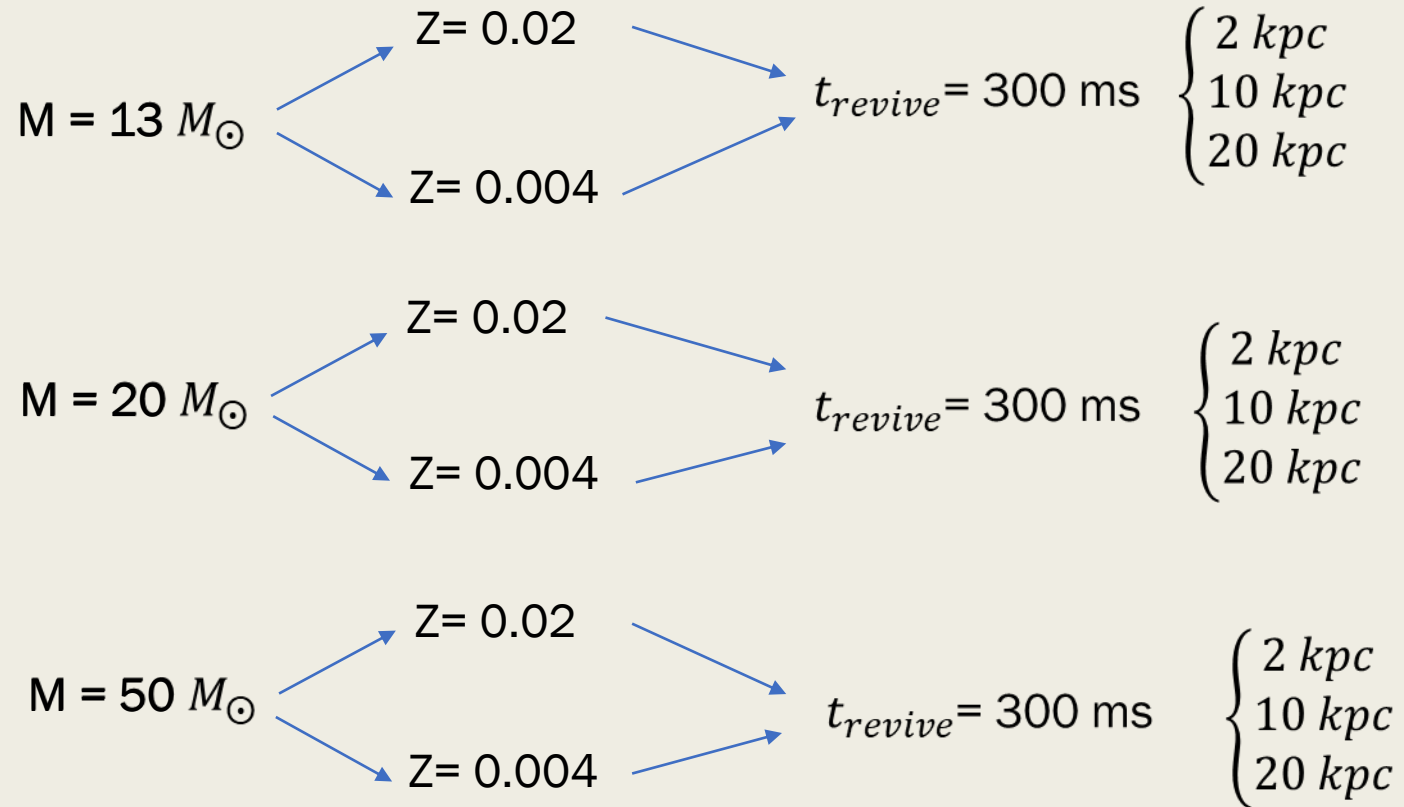 Z= 0.02
M = 13 M☉
t_revive= 300 ms
2 kpc
10 kpc
20 kpc
Z= 0.004
Z= 0.02
M = 20 M☉
t_revive= 300 ms
2 kpc
10 kpc
20 kpc
Z= 0.004
Z= 0.02
M = 50 M☉
t_revive= 300 ms
2 kpc
10 kpc
20 kpc
Z= 0.004